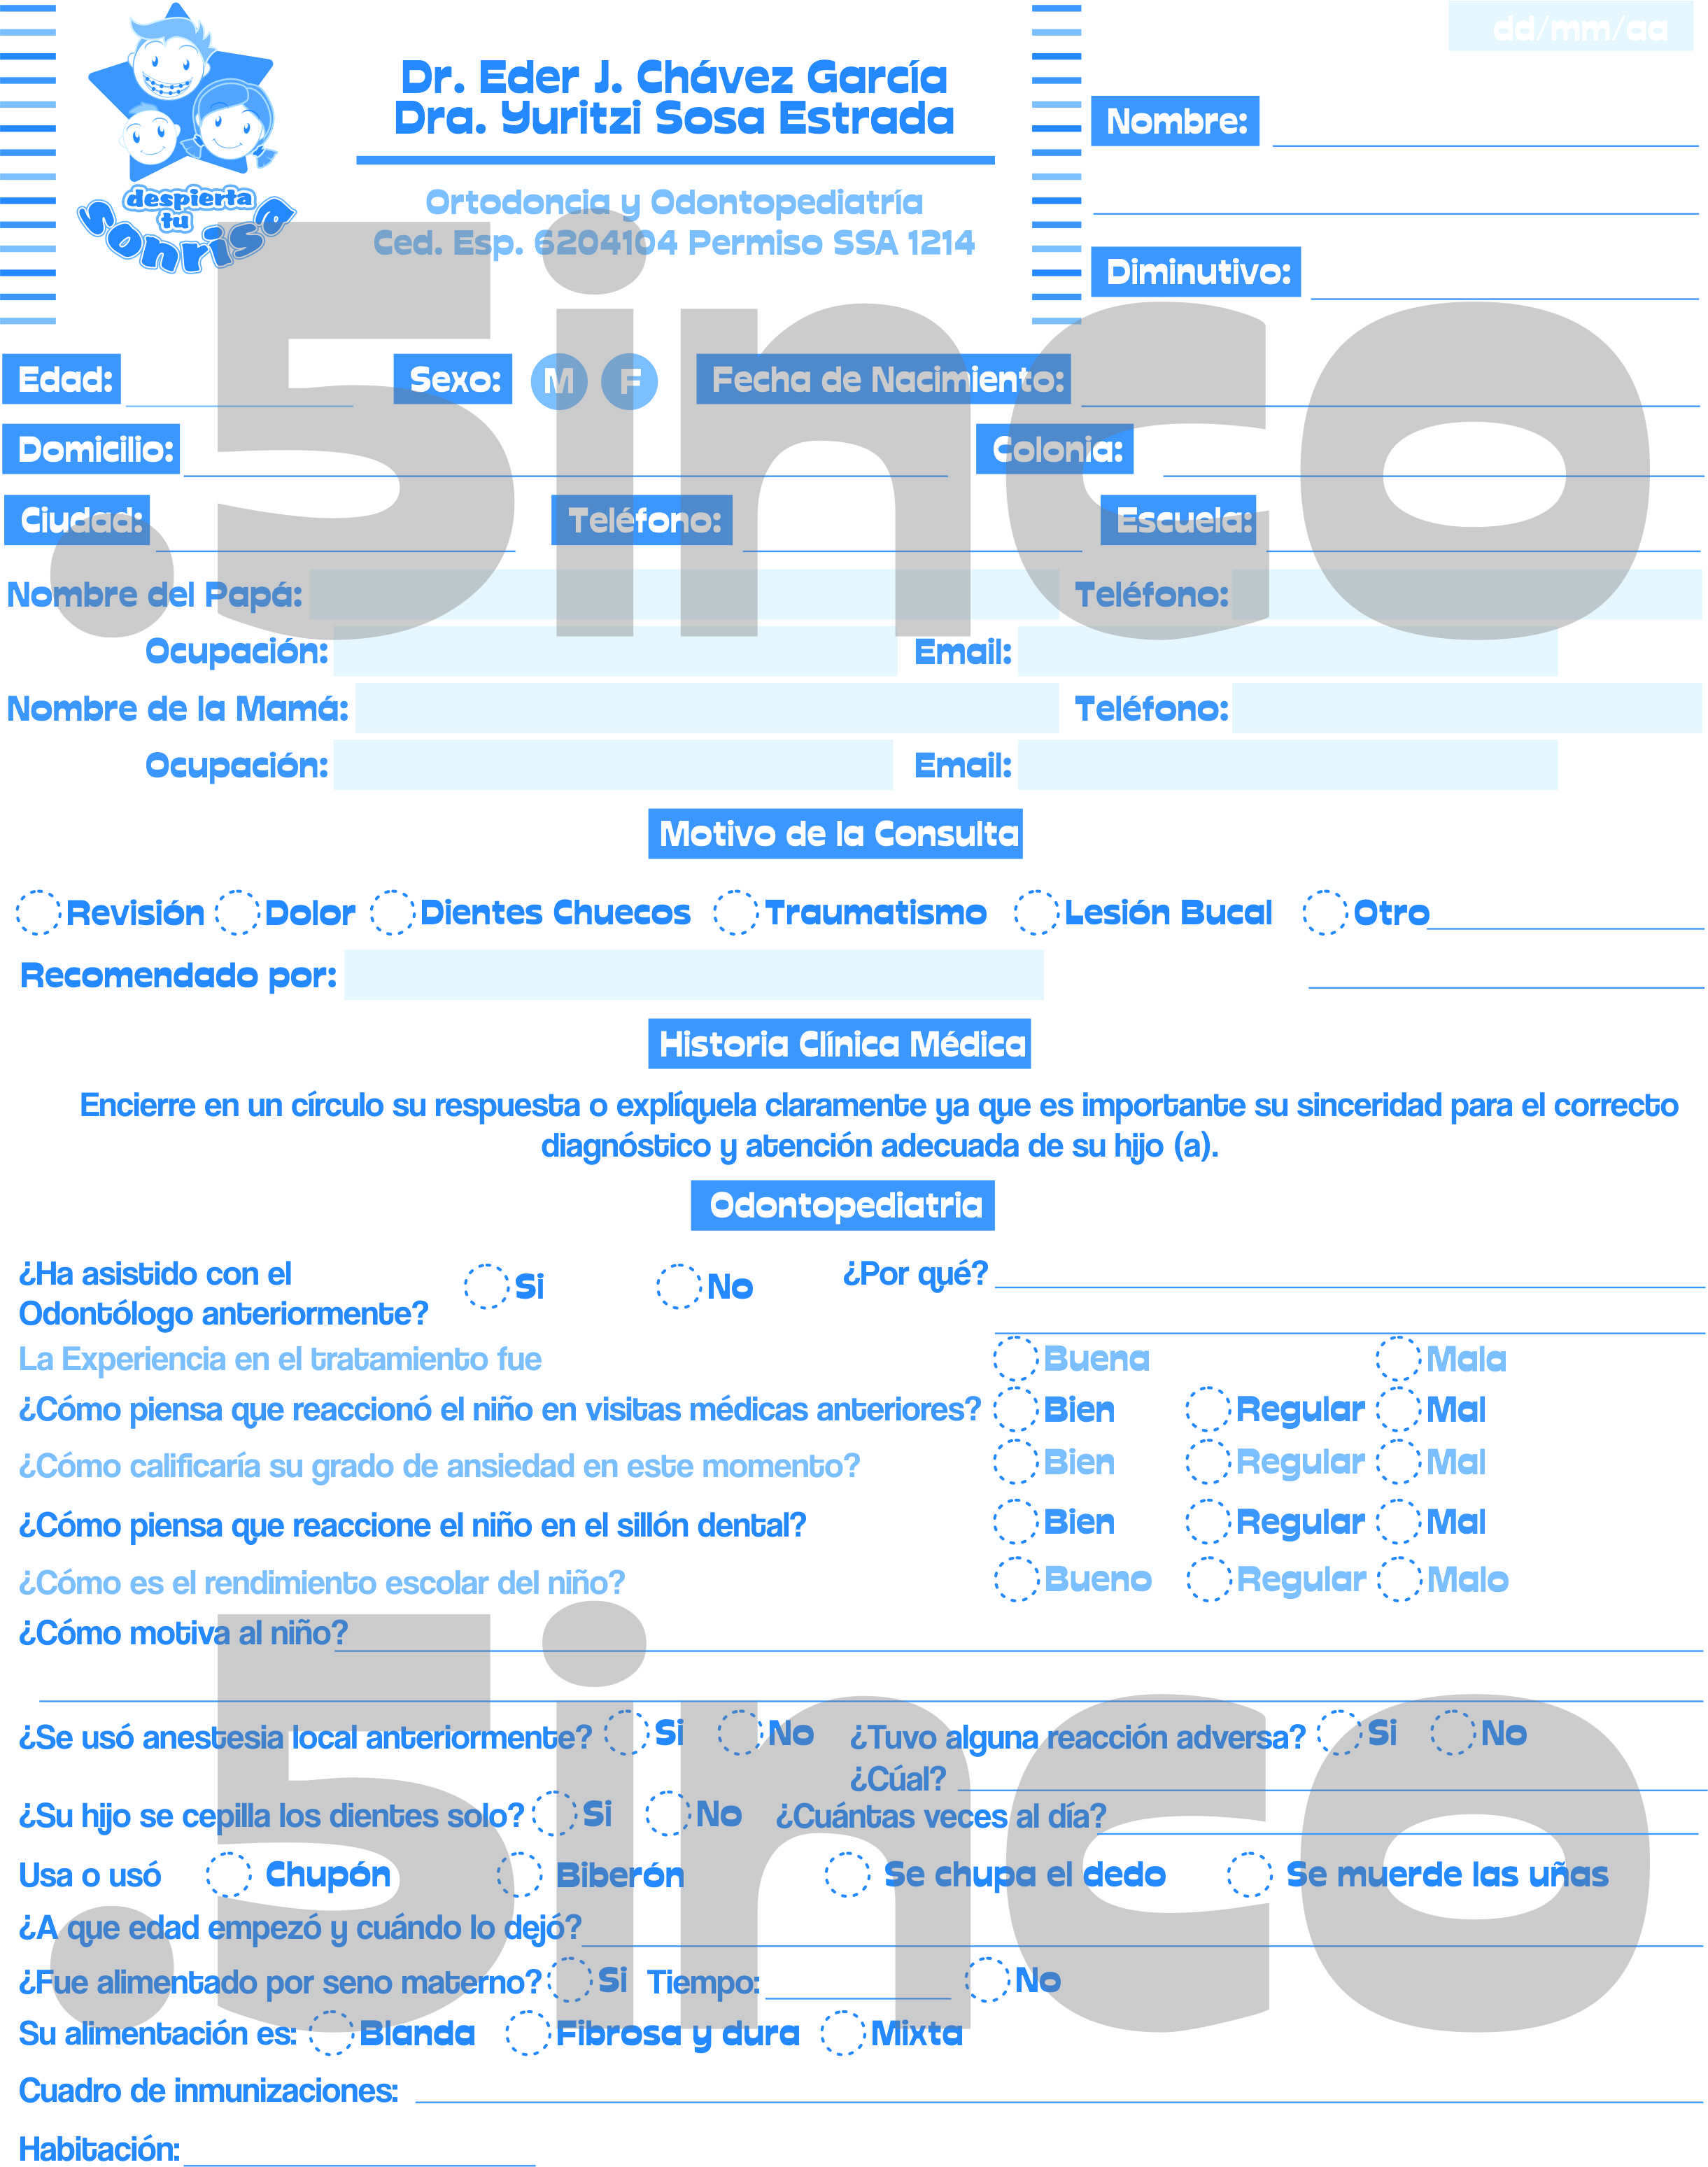 dd/mm/aa
despierta
tu
sonrisa
Dr. Eder J. Chávez García
Dra. Yuritzi Sosa Estrada
Ortodoncia y Odontopediatría
Ced. Esp. 6204104 Permiso SSA 1214
Nombre:
Diminutivo:
.5inco
Edad: Sexo: M F Fecha de Nacimiento:
Domicilio: Colonia:
Ciudad: Teléfono: Escuela:
Nombre del Papá: Teléfono:
Ocupación: Email:
Nombre de la Mamá: Teléfono:
Ocupación: Email:
Motivo de la Consulta
Revisión Dolor Dientes Chuecos Traumatismo Lesión Bucal Otro
Recomendado por:
Historia Clínica Médica
Encierre en un círculo su respuesta o explíquela claramente ya que es importante su sinceridad para el correcto
diagnóstico y atención adecuada de su hijo (a).
Odontopediatria
¿Ha asistido con el
Odontólogo anteriormente? Si No ¿Por qué?
La Experiencia en el tratamiento fue Buena Mala
¿Cómo piensa que reaccionó el niño en visitas médicas anteriores? Bien Regular Mal
¿Cómo calificaría su grado de ansiedad en este momento? Bien Regular Mal
¿Cómo piensa que reaccione el niño en el sillón dental? Bien Regular Mal
¿Cómo es el rendimiento escolar del niño? Bueno Regular Malo
¿Cómo motiva al niño?
.5inco
¿Se usó anestesia local anteriormente? Si No ¿Tuvo alguna reacción adversa? Si No
¿Cúal?
¿Su hijo se cepilla los dientes solo? Si No ¿Cuántas veces al día?
Usa o usó Chupón Biberón Se chupa el dedo Se muerde las uñas
¿A que edad empezó y cuándo lo dejó?
¿Fue alimentado por seno materno? Si Tiempo: No
Su alimentación es: Blanda Fibrosa y dura Mixta
Cuadro de inmunizaciones:
Habitación: